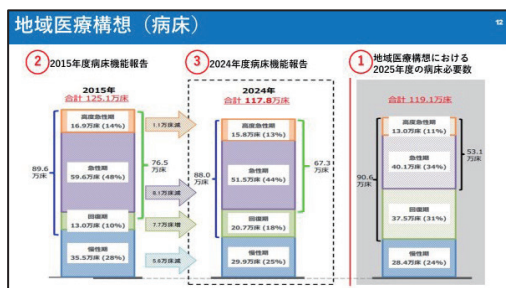 地域医療構想（病床）
12
② 2015年度病床機能報告
③ 2024年度病床機能報告
① 地域医療構想における
2025年度の病床必要数
2015年
合計 125.1万床
高度急性期
16.9万床 (14%)
急性期
59.6万床 (48%)
回復期
13.0万床 (10%)
慢性期
35.5万床 (28%)
89.6
万床
76.5
万床
1.1万床減
8.1万床減
7.7万床増
5.6万床減
2024年
合計 117.8万床
高度急性期
15.8万床 (13%)
急性期
51.5万床 (44%)
回復期
20.7万床 (18%)
慢性期
29.9万床 (25%)
88.0
万床
67.3
万床
合計 119.1万床
高度急性期
13.0万床 (11%)
急性期
40.1万床 (34%)
回復期
37.5万床 (31%)
慢性期
28.4万床 (24%)
90.6
万床
53.1
万床